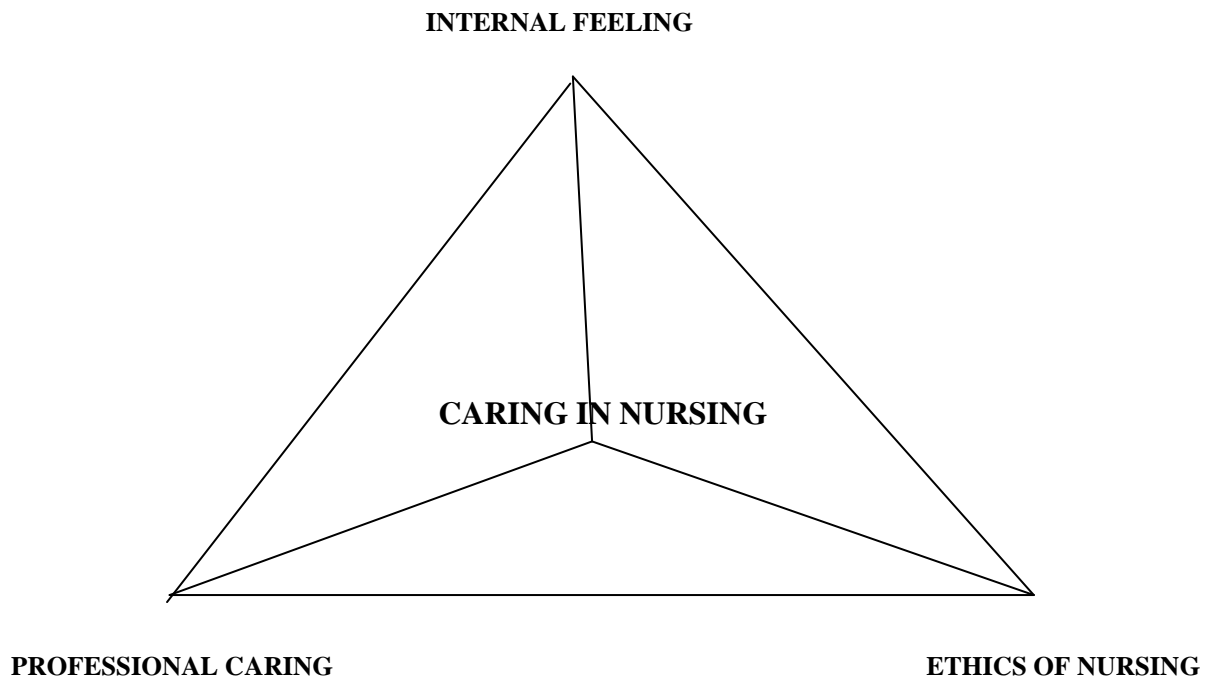 INTERNAL FEELING
CARING IN NURSING
PROFESSIONAL CARING
ETHICS OF NURSING